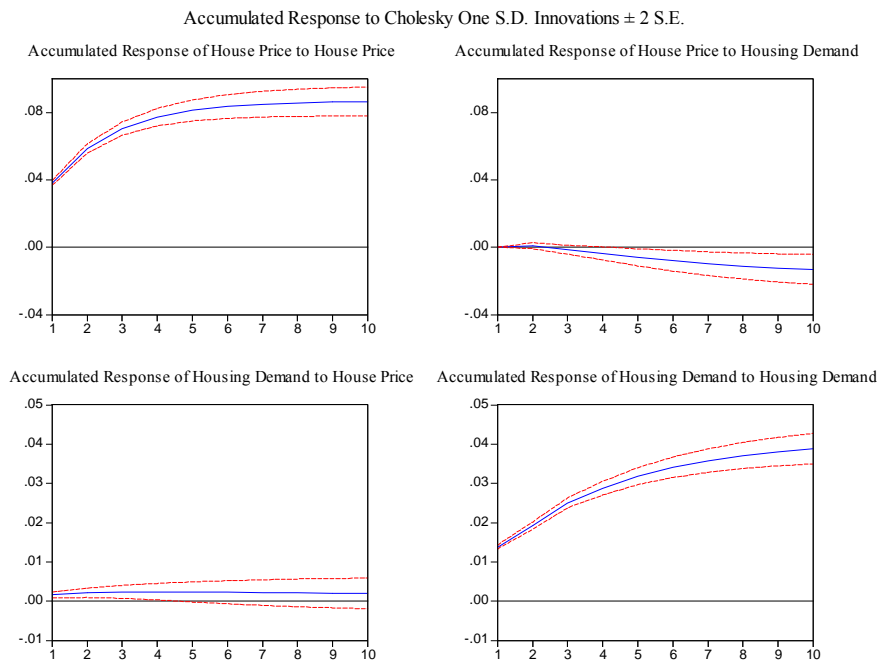 Accumulated Response to Cholesky One S.D. Innovations ± 2 S.E.
Accumulated Response of House Price to House Price
.08
.04
.00
-.04
1 2 3 4 5 6 7 8 9 10
Accumulated Response of House Price to Housing Demand
.08
.04
.00
-.04
1 2 3 4 5 6 7 8 9 10
Accumulated Response of Housing Demand to House Price
.05
.04
.03
.02
.01
.00
-.01
1 2 3 4 5 6 7 8 9 10
Accumulated Response of Housing Demand to Housing Demand
.05
.04
.03
.02
.01
.00
-.01
1 2 3 4 5 6 7 8 9 10